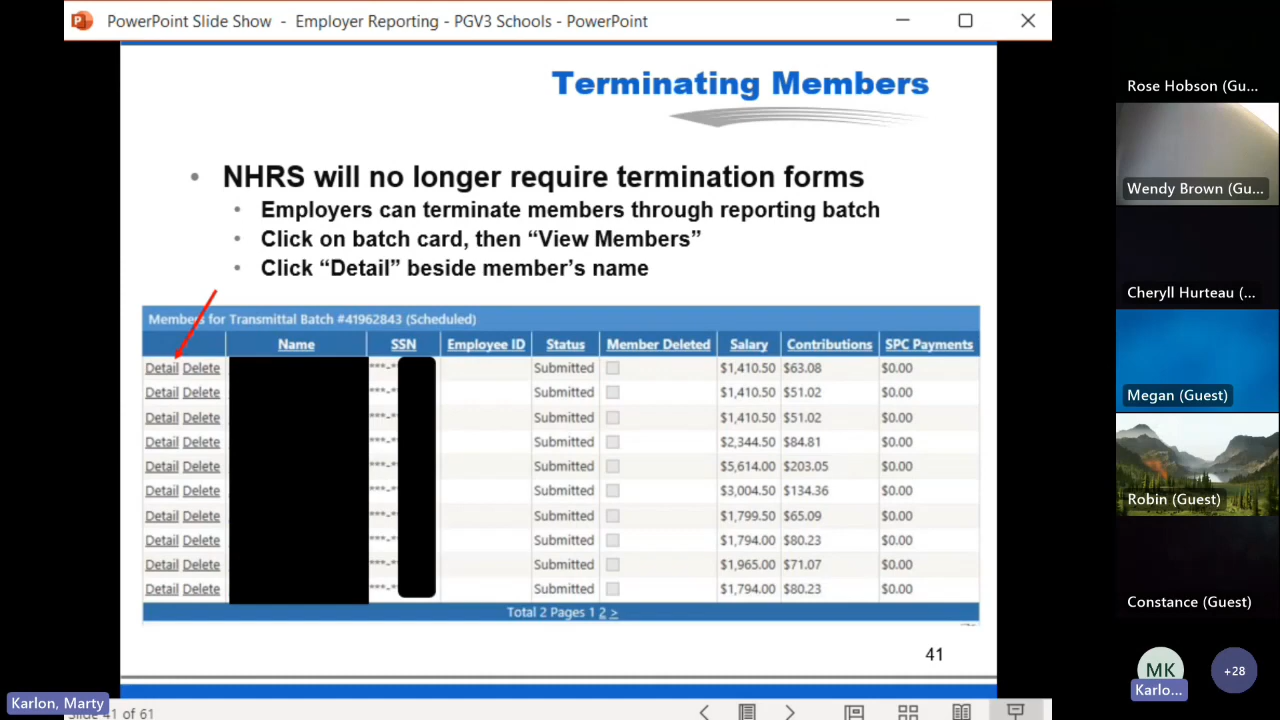 PowerPoint Slide Show - Employer Reporting - PGV3 Schools - PowerPoint
Terminating Members
• NHRS will no longer require termination forms
• Employers can terminate members through reporting batch
• Click on batch card, then “View Members”
• Click “Detail” beside member’s name
Members for Transmittal Batch #41962843 (Scheduled)
Name SSN Employee ID Status Member Deleted Salary Contributions SPC Payments
Detail Delete ***-* Submitted $1,410.50 $63.08 $0.00
Detail Delete ***-* Submitted $1,410.50 $51.02 $0.00
Detail Delete ***-* Submitted $1,410.50 $51.02 $0.00
Detail Delete ***-* Submitted $2,344.50 $84.81 $0.00
Detail Delete ***-* Submitted $5,614.00 $203.05 $0.00
Detail Delete ***-* Submitted $3,004.50 $134.36 $0.00
Detail Delete ***-* Submitted $1,799.50 $65.09 $0.00
Detail Delete ***-* Submitted $1,794.00 $80.23 $0.00
Detail Delete ***-* Submitted $1,965.00 $71.07 $0.00
Detail Delete ***-* Submitted $1,794.00 $80.23 $0.00
Total 2 Pages 1 2 >
41
Karlon, Marty
Slide 41 of 61
Rose Hobson (Gu...
Wendy Brown (Gu...
Cheryll Hurteau (...
Megan (Guest)
Robin (Guest)
Constance (Guest)
MK
Karlo...
+28